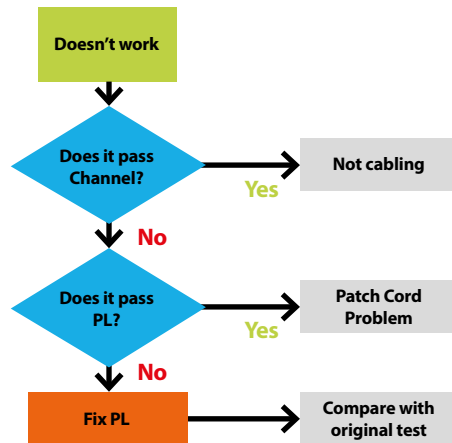 Doesn't work
Does it pass
Channel?
Yes
Not cabling
No
Does it pass
PL?
Yes
Patch Cord
Problem
No
Fix PL
Compare with
original test